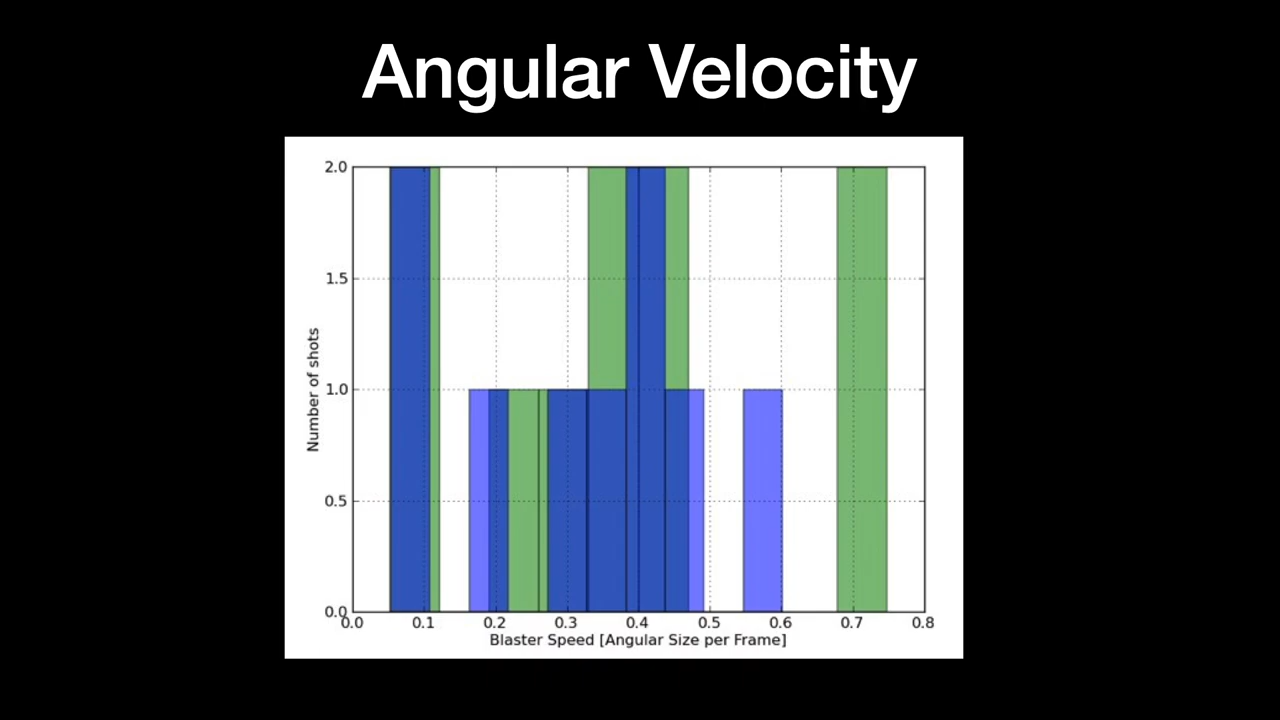 Angular Velocity
2.0
1.5
1.0
0.5
0.0
Number of shots
0.0 0.1 0.2 0.3 0.4 0.5 0.6 0.7 0.8
Blaster Speed [Angular Size per Frame]